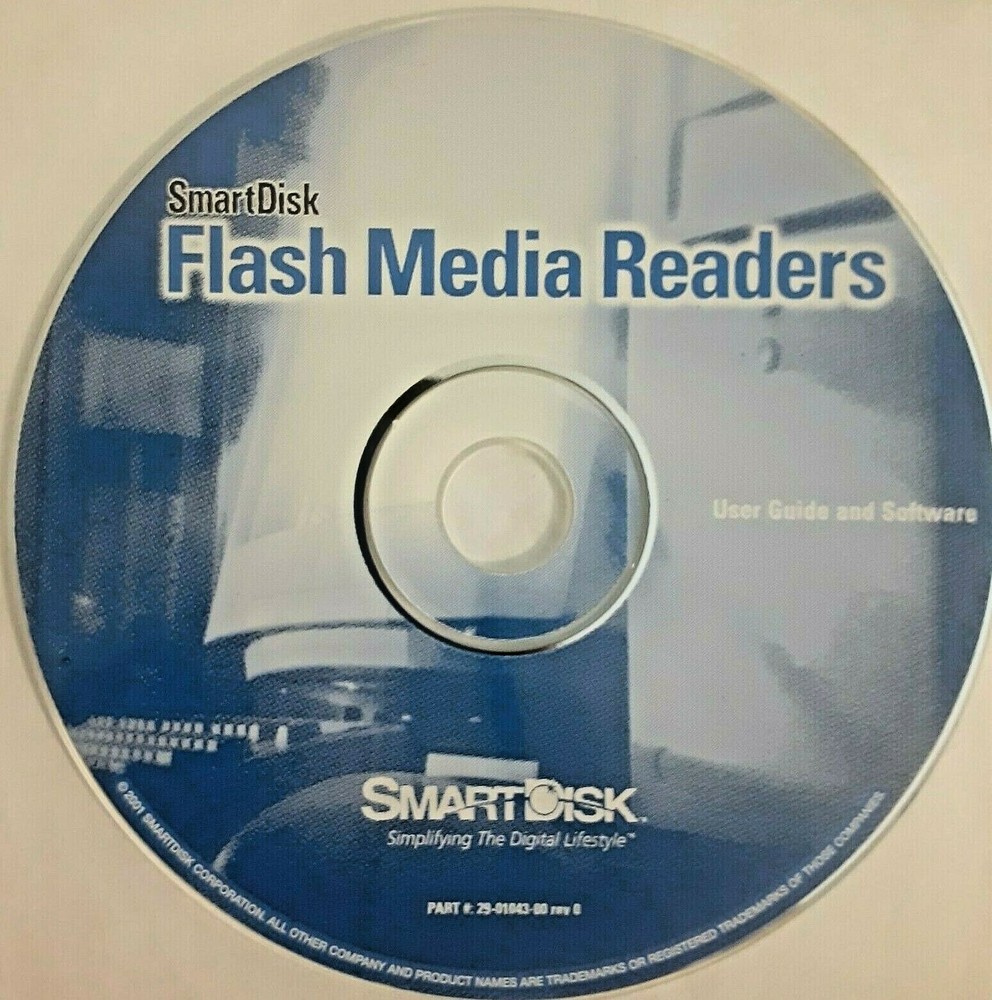 SmartDisk
Flash Media Readers
User Guide and Software
SMARTDISK.
Simplifying The Digital Lifestyle™
PART #: 29-01043-00 rev 0
© 2001 SMARTDISK CORPORATION. ALL OTHER COMPANY AND PRODUCT NAMES ARE TRADEMARKS OR REGISTERED TRADEMARKS OF THOSE COMPANIES